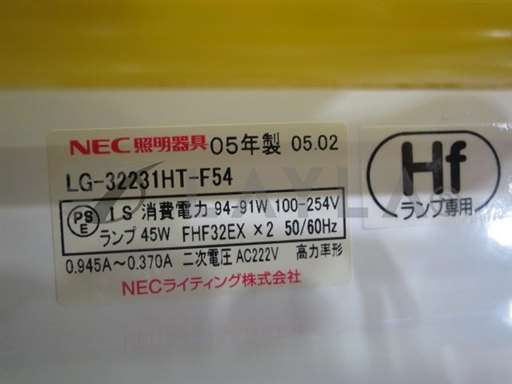 NEC照明器具 05年製 05.02
LG-32231HT-F54
PS E 1S 消費電力 94-91W 100-254V
ランプ 45W FHF32EX ×2 50/60Hz
0.945A～0.370A 二次電圧 AC222V 高力率形
NECライティング株式会社
Hf
ランプ専用